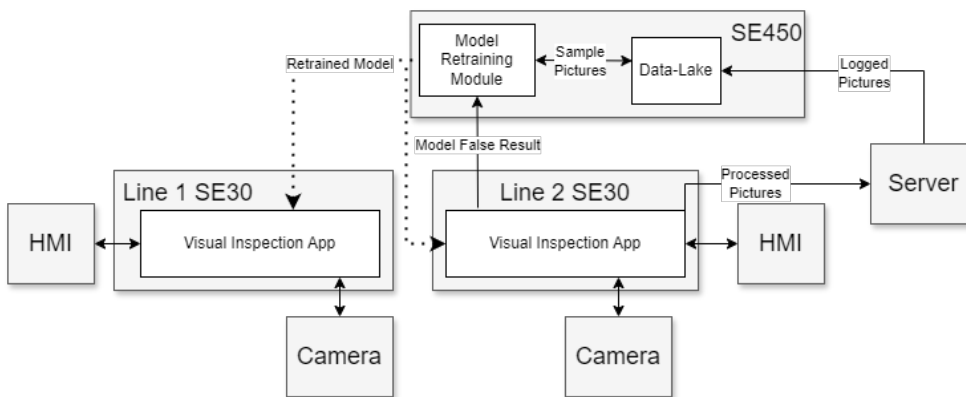 SE450
Model
Retraining
Module
Sample
Pictures
Data-Lake
Logged
Pictures
Retrained Model
Model False Result
Processed
Pictures
Server
Line 1 SE30
Line 2 SE30
HMI
Visual Inspection App
Visual Inspection App
HMI
Camera
Camera